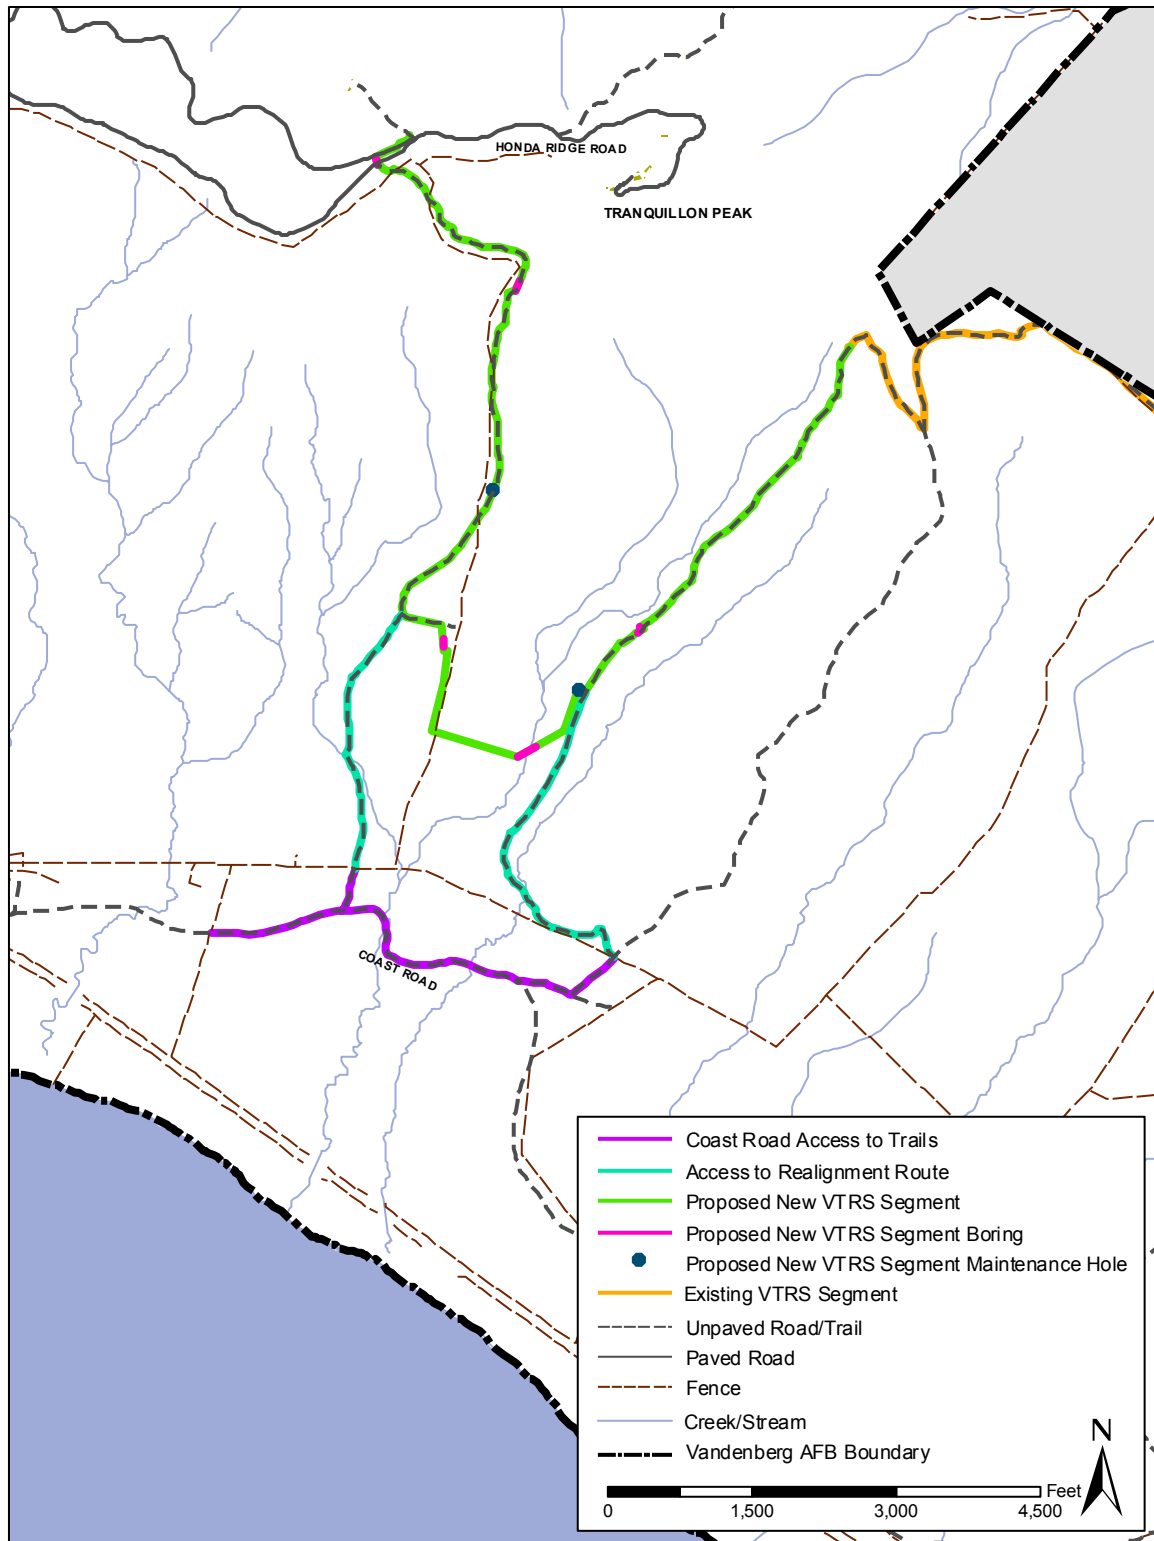 HONDA RIDGE ROAD
TRANQUILLON PEAK
COAST ROAD
Coast Road Access to Trails
Access to Realignment Route
Proposed New VTRS Segment
Proposed New VTRS Segment Boring
Proposed New VTRS Segment Maintenance Hole
Existing VTRS Segment
Unpaved Road/Trail
Paved Road
Fence
Creek/Stream
Vandenberg AFB Boundary
N
Feet
0 1,500 3,000 4,500